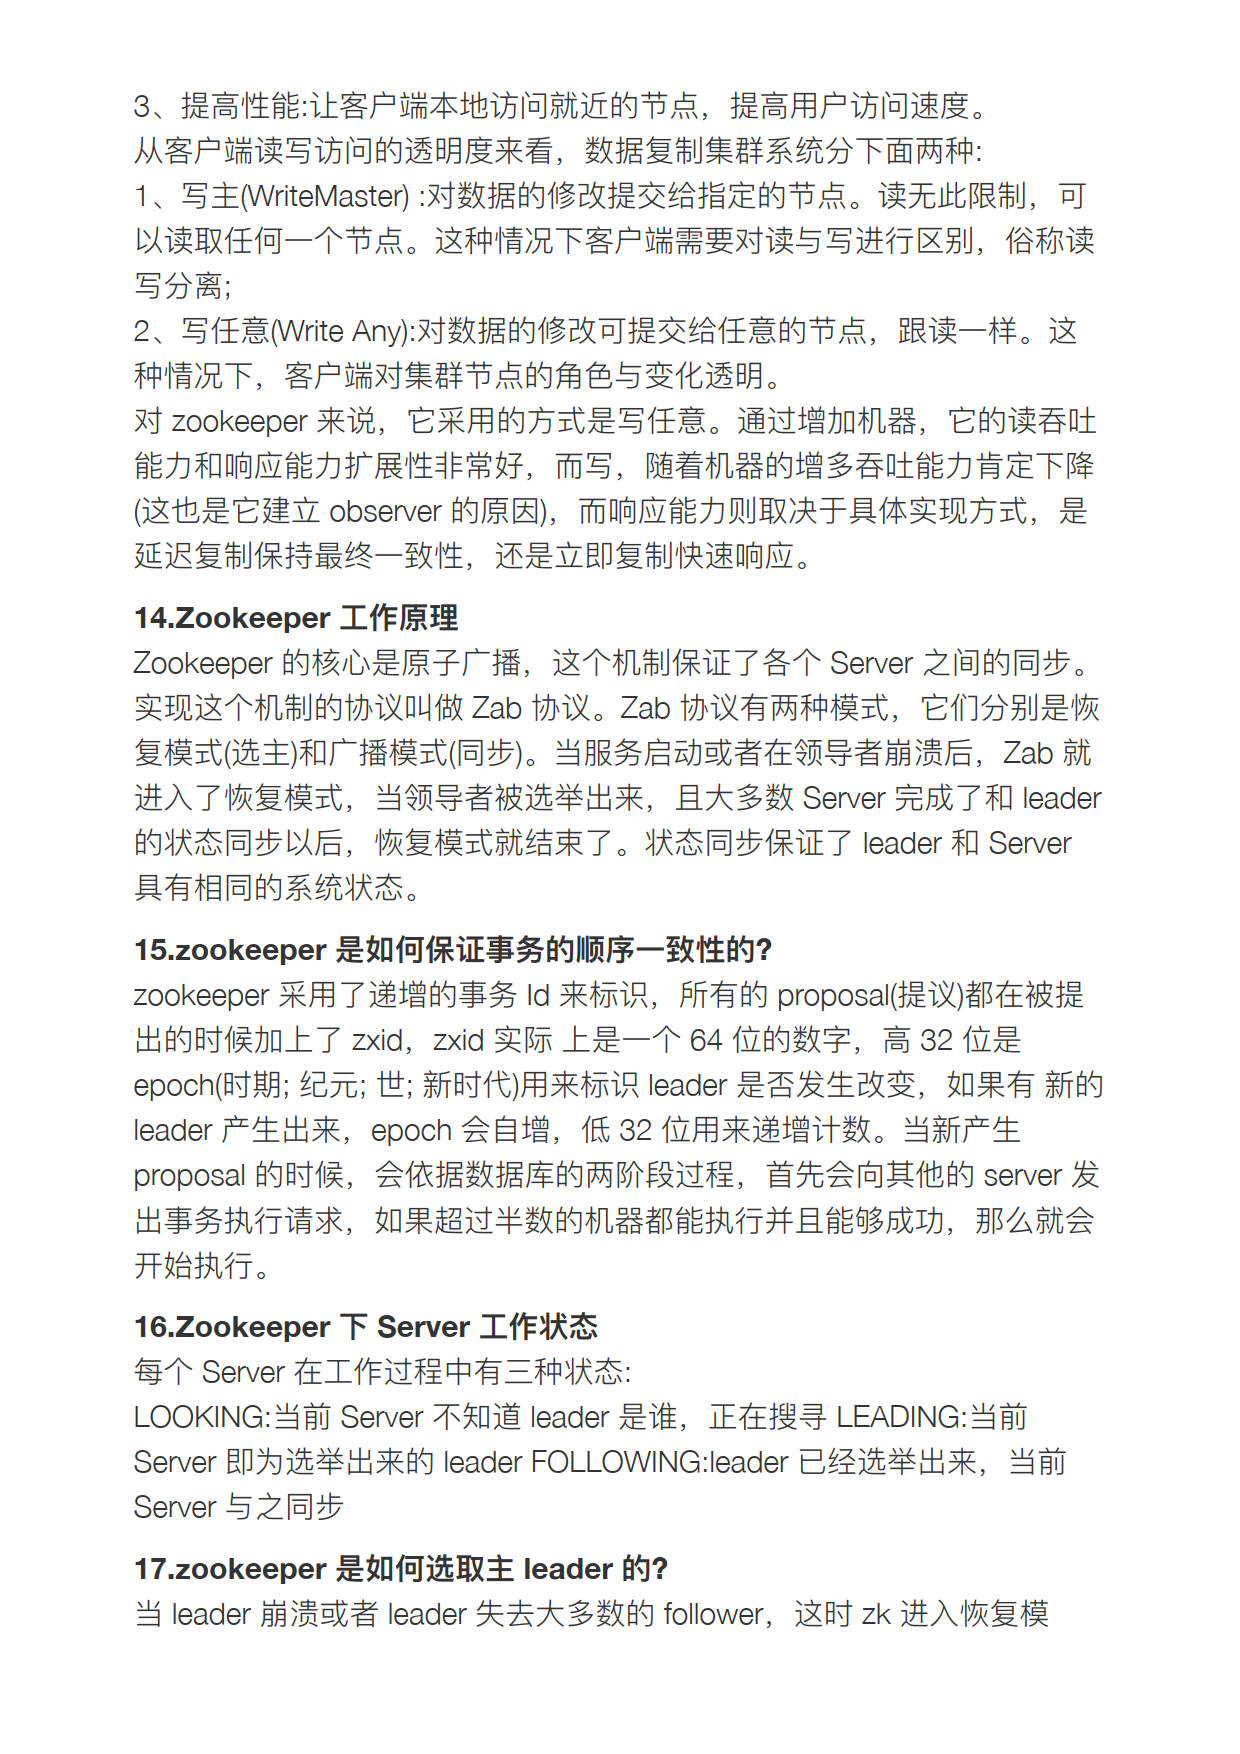 3、提高性能:让客户端本地访问就近的节点，提高用户访问速度。
从客户端读写访问的透明度来看，数据复制集群系统分下面两种:
1、写主(WriteMaster) :对数据的修改提交给指定的节点。读无此限制，可
以读取任何一个节点。这种情况下客户端需要对读与写进行区别，俗称读
写分离;
2、写任意(Write Any):对数据的修改可提交给任意的节点，跟读一样。这
种情况下，客户端对集群节点的角色与变化透明。
对 zookeeper 来说，它采用的方式是写任意。通过增加机器，它的读吞吐
能力和响应能力扩展性非常好，而写，随着机器的增多吞吐能力肯定下降
(这也是它建立 observer 的原因)，而响应能力则取决于具体实现方式，是
延迟复制保持最终一致性，还是立即复制快速响应。
14.Zookeeper 工作原理
Zookeeper 的核心是原子广播，这个机制保证了各个 Server 之间的同步。
实现这个机制的协议叫做 Zab 协议。Zab 协议有两种模式，它们分别是恢
复模式(选主)和广播模式(同步)。当服务启动或者在领导者崩溃后，Zab 就
进入了恢复模式，当领导者被选举出来，且大多数 Server 完成了和 leader
的状态同步以后，恢复模式就结束了。状态同步保证了 leader 和 Server
具有相同的系统状态。
15.zookeeper 是如何保证事务的顺序一致性的?
zookeeper 采用了递增的事务 Id 来标识，所有的 proposal(提议)都在被提
出的时候加上了 zxid，zxid 实际 上是一个 64 位的数字，高 32 位是
epoch(时期; 纪元; 世; 新时代)用来标识 leader 是否发生改变，如果有 新的
leader 产生出来，epoch 会自增，低 32 位用来递增计数。当新产生
proposal 的时候，会依据数据库的两阶段过程，首先会向其他的 server 发
出事务执行请求，如果超过半数的机器都能执行并且能够成功，那么就会
开始执行。
16.Zookeeper 下 Server 工作状态
每个 Server 在工作过程中有三种状态:
LOOKING:当前 Server 不知道 leader 是谁，正在搜寻 LEADING:当前
Server 即为选举出来的 leader FOLLOWING:leader 已经选举出来，当前
Server 与之同步
17.zookeeper 是如何选取主 leader 的?
当 leader 崩溃或者 leader 失去大多数的 follower，这时 zk 进入恢复模